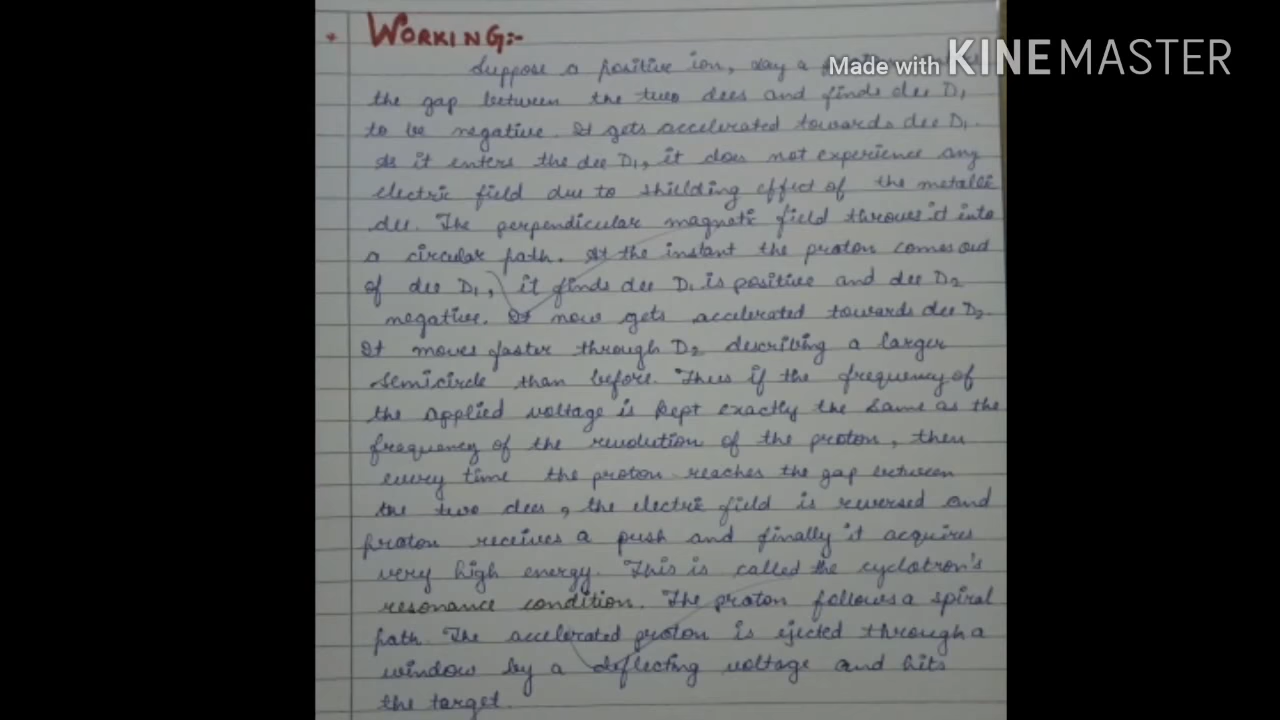 WORKING:-
Suppose a positive ion, say a
Made with KINEMASTER
the gap between the two dees and finds dee D₁
to be negative. It gets accelerated towards dee D₁.
As it enters the dee D₁, it does not experience any
electric field due to shielding effect of the metallic
dee. The perpendicular magnetic field throws it into
a circular path. At the instant the proton comes out
of dee D₁, it finds dee D₁ is positive and dee D₂
negative. It now gets accelerated towards dee D₂.
It moves faster through D₂ describing a larger
semicircle than before. Thus if the frequency of
the applied voltage is kept exactly the same as the
frequency of the revolution of the proton, then
every time the proton reaches the gap between
the two dees, the electric field is reversed and
proton receives a push and finally it acquires
very high energy. This is called the cyclotron's
resonance condition. The proton follows a spiral
path. The accelerated proton is ejected through a
window by a deflecting voltage and hits
the target.